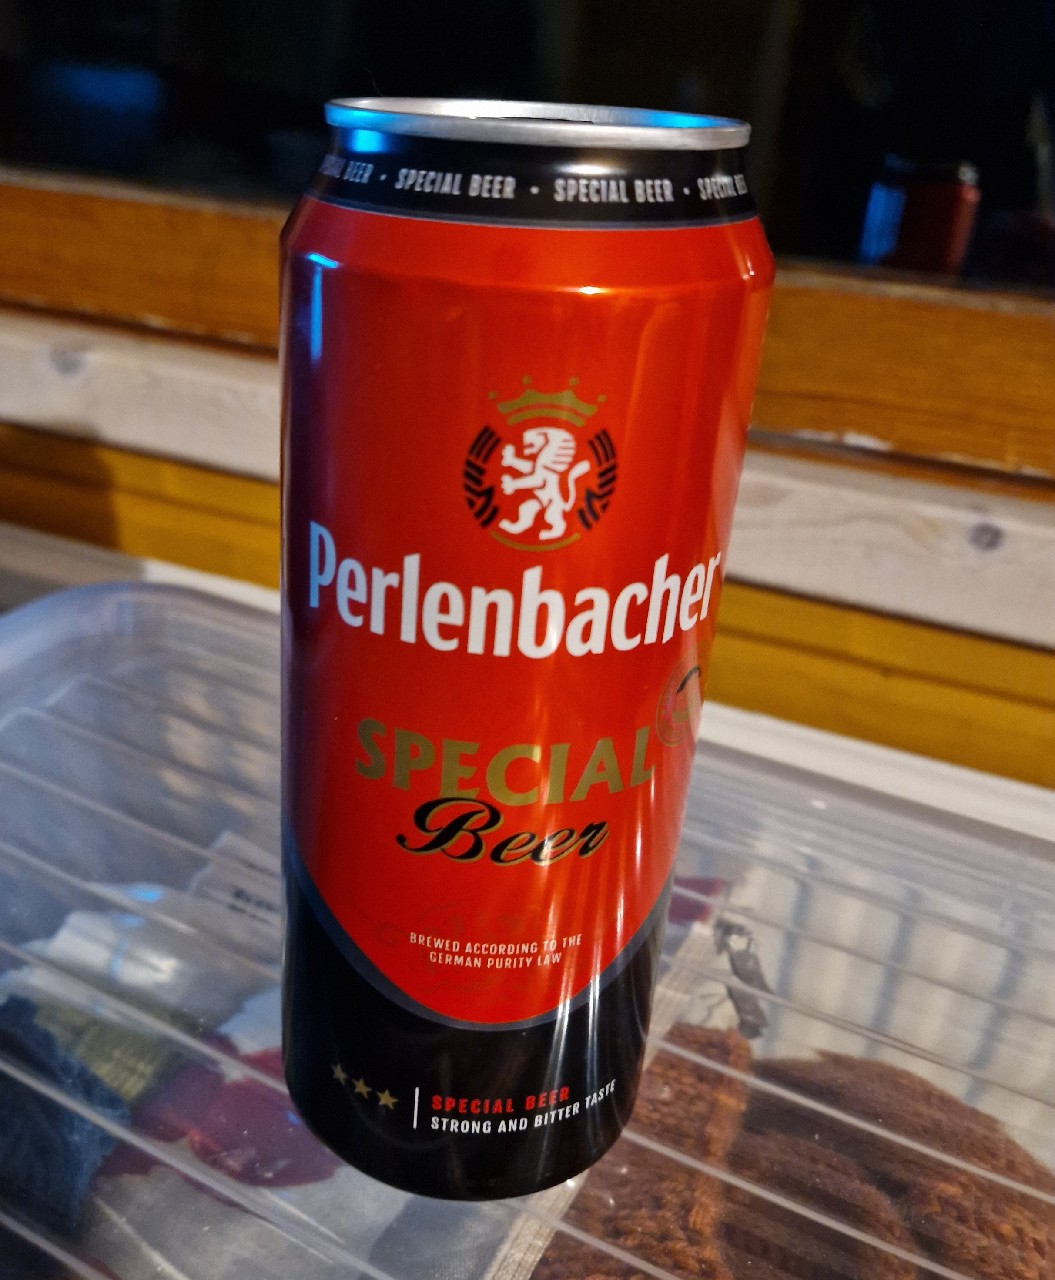 BEER • SPECIAL BEER • SPECIAL BEER • SPECIAL BE
Perlenbacher
SPECIAL
Beer
BREWED ACCORDING TO THE
GERMAN PURITY LAW
SPECIAL BEER
STRONG AND BITTER TASTE